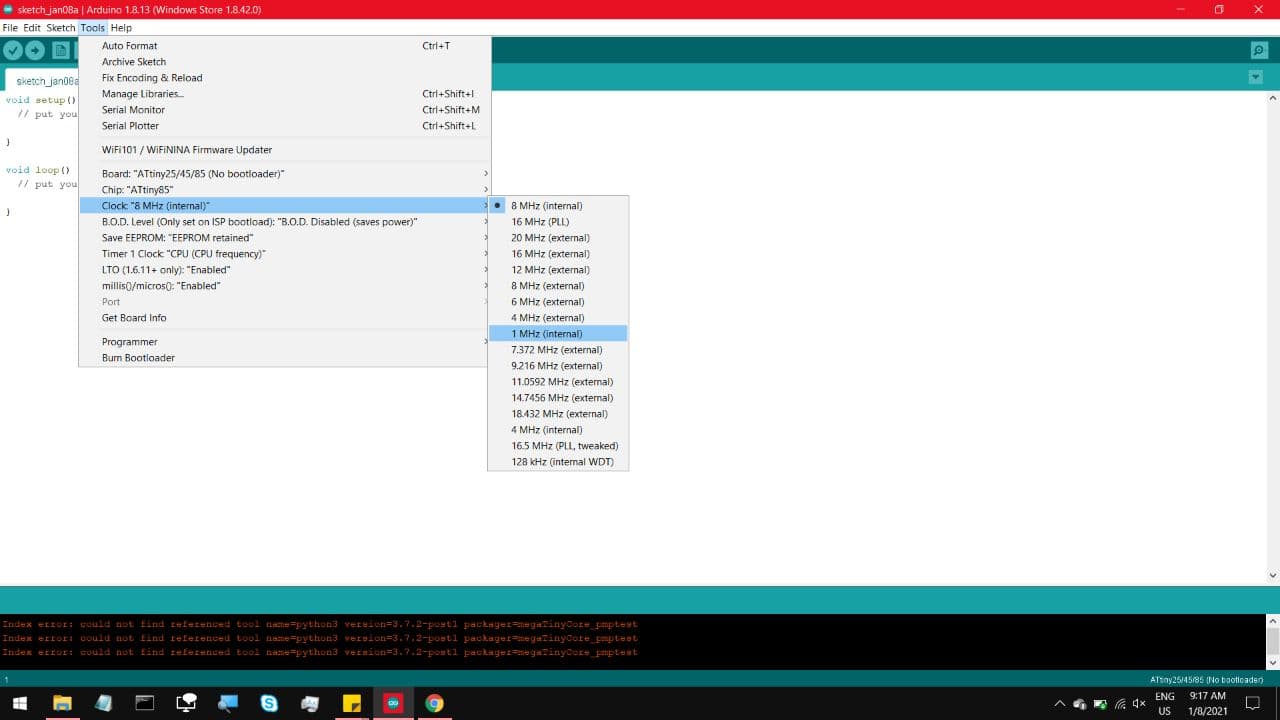 sketch_jan08a | Arduino 1.8.13 (Windows Store 1.8.42.0)
File Edit Sketch Tools Help
sketch_jan08a
void setup()
// put you
}
void loop()
// put you
}
Auto Format Ctrl+T
Archive Sketch
Fix Encoding & Reload
Manage Libraries... Ctrl+Shift+I
Serial Monitor Ctrl+Shift+M
Serial Plotter Ctrl+Shift+L
WiFi101 / WiFiNINA Firmware Updater
Board: "ATtiny25/45/85 (No bootloader)"
Chip: "ATtiny85"
Clock: "8 MHz (internal)"
B.O.D. Level (Only set on ISP bootload): "B.O.D. Disabled (saves power)"
Save EEPROM: "EEPROM retained"
Timer 1 Clock: "CPU (CPU frequency)"
LTO (1.6.11+ only): "Enabled"
millis()/micros(): "Enabled"
Port
Get Board Info
Programmer
Burn Bootloader
8 MHz (internal)
16 MHz (PLL)
20 MHz (external)
16 MHz (external)
12 MHz (external)
8 MHz (external)
6 MHz (external)
4 MHz (external)
1 MHz (internal)
7.372 MHz (external)
9.216 MHz (external)
11.0592 MHz (external)
14.7456 MHz (external)
18.432 MHz (external)
4 MHz (internal)
16.5 MHz (PLL, tweaked)
128 kHz (internal WDT)
Index error: could not find referenced tool name=python3 version=3.7.2-post1 packager=megaTinyCore_pmptest
Index error: could not find referenced tool name=python3 version=3.7.2-post1 packager=megaTinyCore_pmptest
Index error: could not find referenced tool name=python3 version=3.7.2-post1 packager=megaTinyCore_pmptest
1 ATtiny25/45/85 (No bootloader)
ENG 9:17 AM
US 1/8/2021